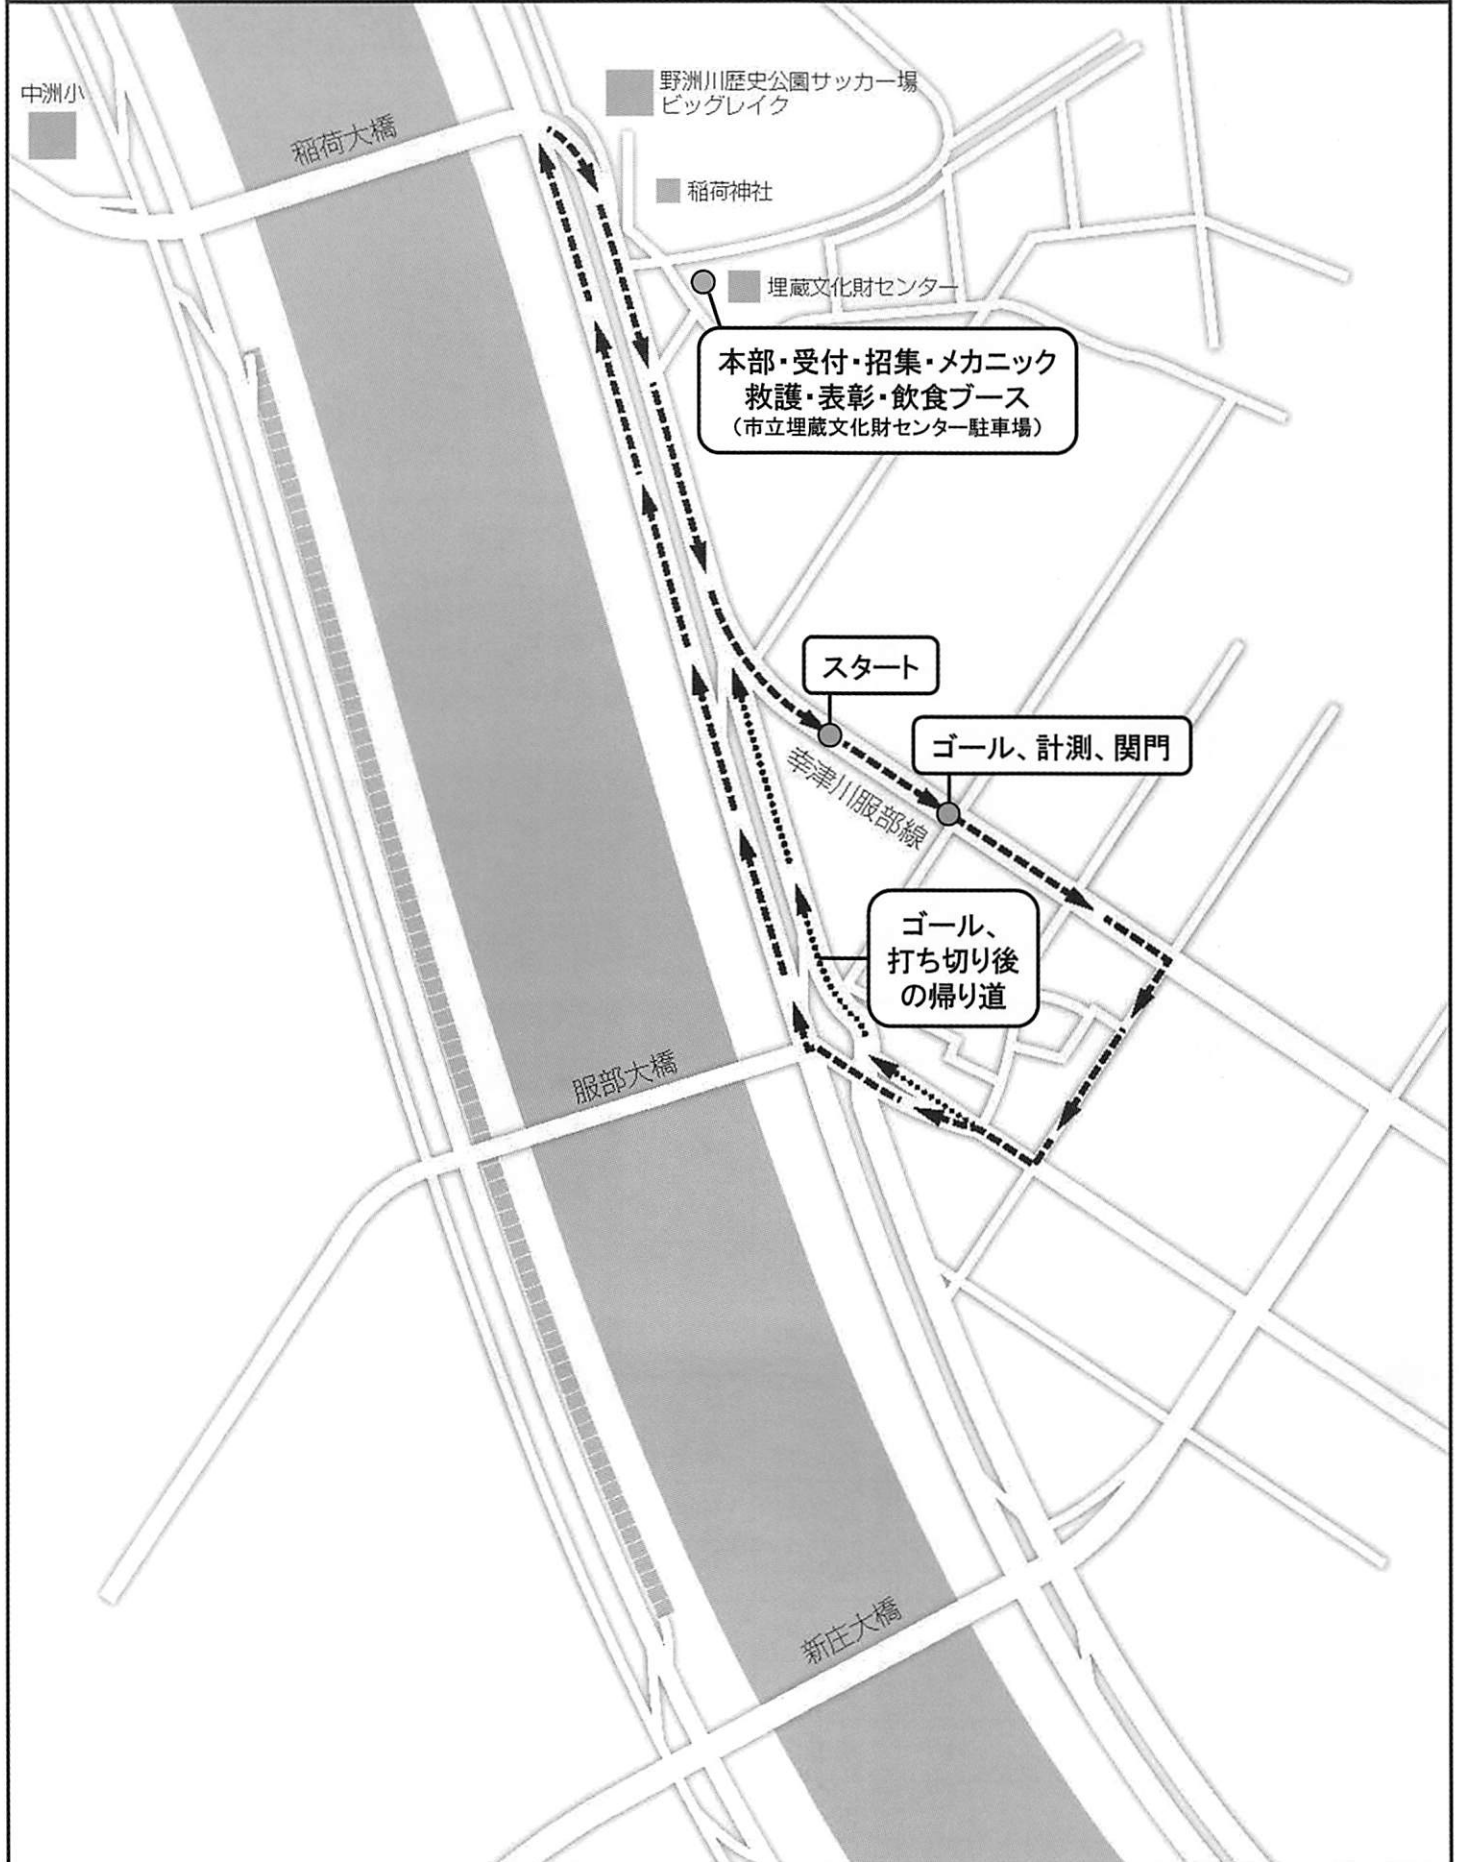 中洲小
稲荷大橋
野洲川歴史公園サッカー場
ビッグレイク
稲荷神社
埋蔵文化財センター
本部・受付・招集・メカニック
救護・表彰・飲食ブース
（市立埋蔵文化財センター駐車場）
スタート
ゴール、計測、関門
幸津川服部線
ゴール、
打ち切り後
の帰り道
服部大橋
新庄大橋